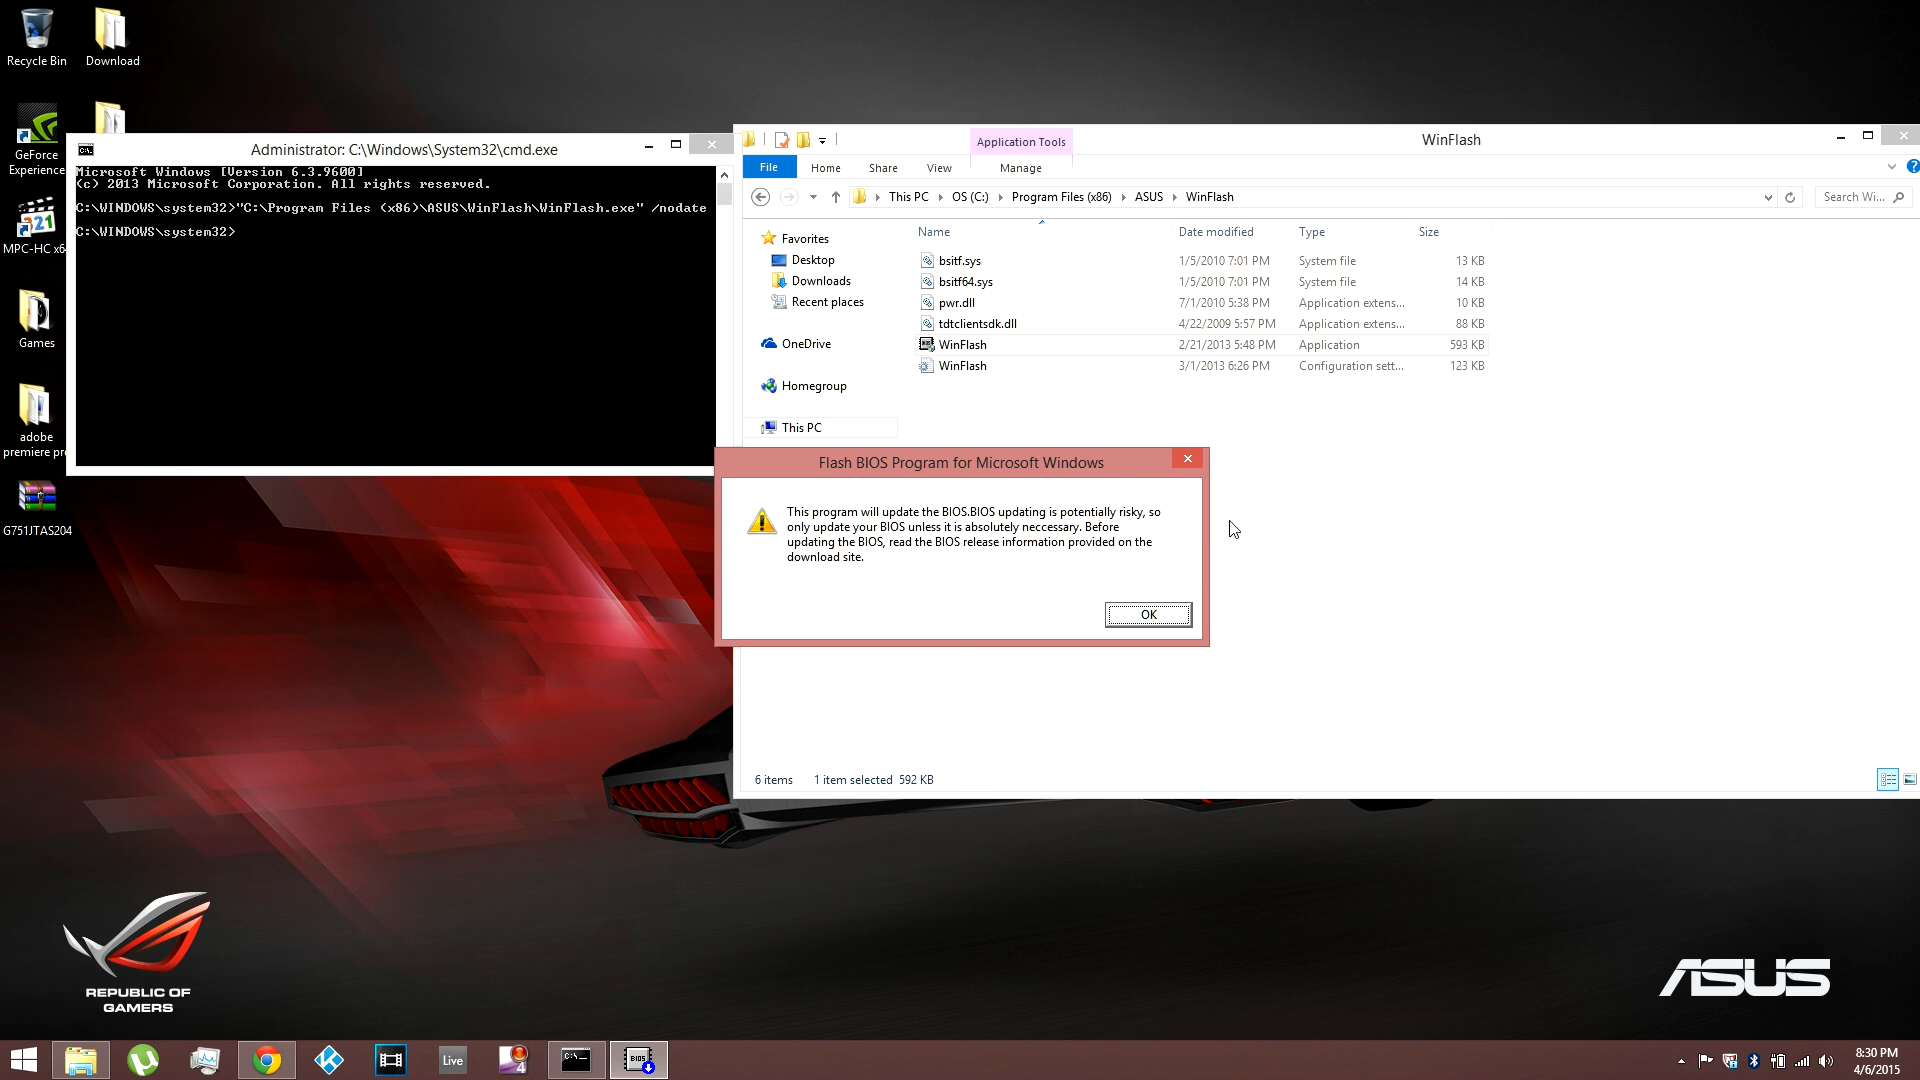 Recycle Bin
Download
GeForce
Experience
MPC-HC x64
Games
adobe
premiere pr
G751JTAS204
Administrator: C:\Windows\System32\cmd.exe
Microsoft Windows [Version 6.3.9600]
(c) 2013 Microsoft Corporation. All rights reserved.
C:\WINDOWS\system32>"C:\Program Files (x86)\ASUS\WinFlash\WinFlash.exe" /nodate
C:\WINDOWS\system32>
Application Tools
WinFlash
File
Home
Share
View
Manage
This PC
OS (C:)
Program Files (x86)
ASUS
WinFlash
Search Wi...
Name
Date modified
Type
Size
Favorites
Desktop
Downloads
Recent places
OneDrive
Homegroup
This PC
bsitf.sys 1/5/2010 7:01 PM System file 13 KB
bsitf64.sys 1/5/2010 7:01 PM System file 14 KB
pwr.dll 7/1/2010 5:38 PM Application extens... 10 KB
tdtclientsdk.dll 4/22/2009 5:57 PM Application extens... 88 KB
WinFlash 2/21/2013 5:48 PM Application 593 KB
WinFlash 3/1/2013 6:26 PM Configuration sett... 123 KB
Flash BIOS Program for Microsoft Windows
This program will update the BIOS.BIOS updating is potentially risky, so
only update your BIOS unless it is absolutely neccessary. Before
updating the BIOS, read the BIOS release information provided on the
download site.
OK
6 items
1 item selected 592 KB
REPUBLIC OF
GAMERS
ASUS
Live
4
C:\
BIOS
8:30 PM
4/6/2015